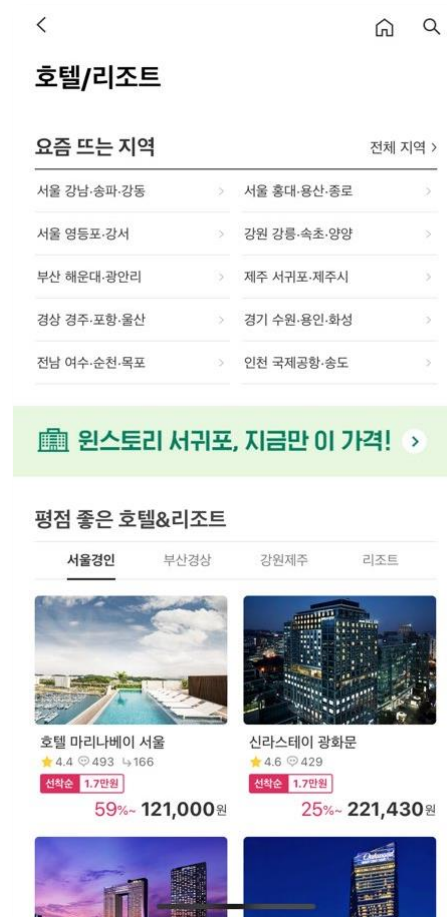 호텔/리조트
요즘 뜨는 지역
전체 지역 >
서울 강남·송파·강동
서울 홍대·용산·종로
서울 영등포·강서
강원 강릉·속초·양양
부산 해운대·광안리
제주 서귀포·제주시
경상 경주·포항·울산
경기 수원·용인·화성
전남 여수·순천·목포
인천 국제공항·송도
윈스토리 서귀포, 지금만 이 가격!
평점 좋은 호텔&리조트
서울경인 부산경상 강원제주 리조트
호텔 마리나베이 서울
4.4 493 166
선착순 1.7만원
59%~ 121,000원
신라스테이 광화문
4.6 429
선착순 1.7만원
25%~ 221,430원